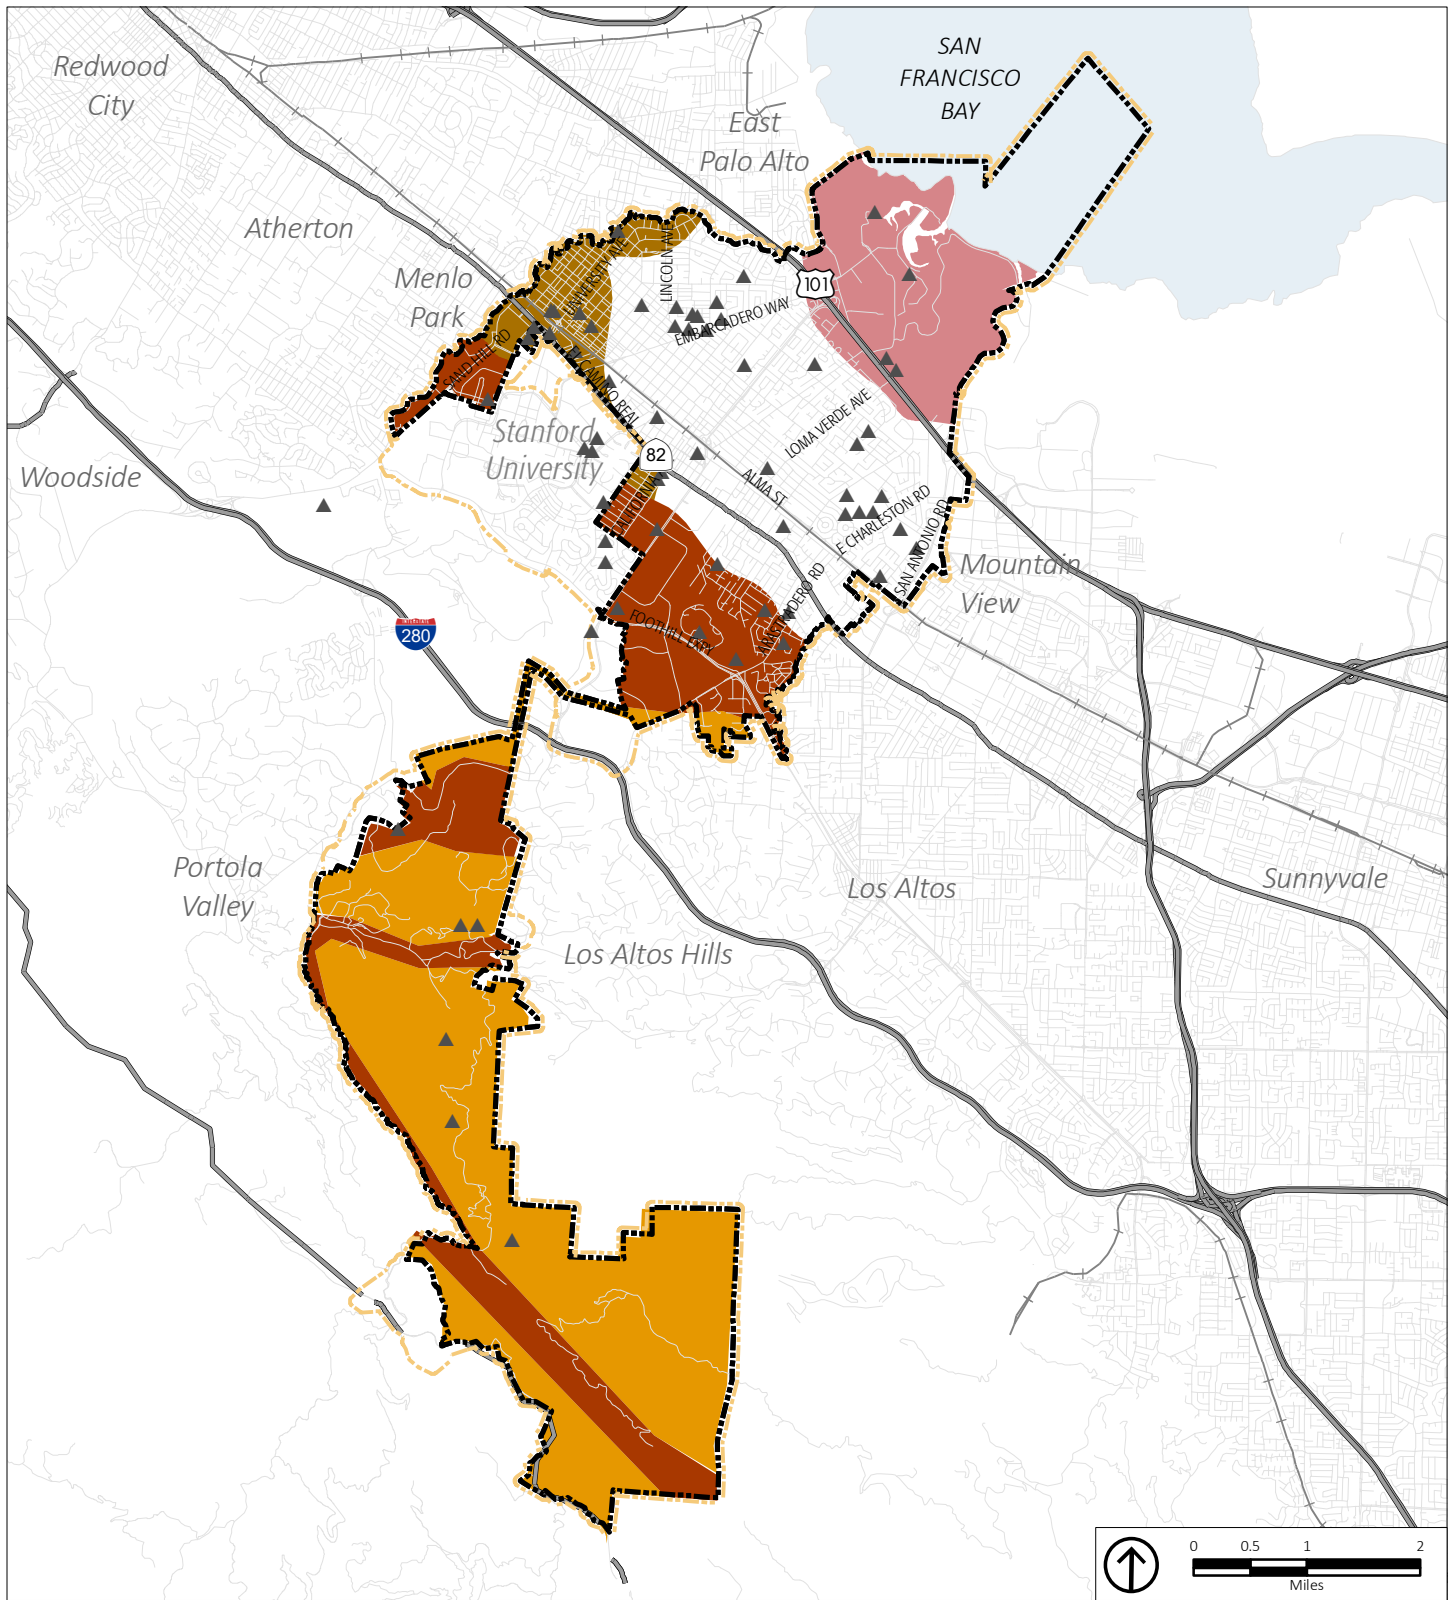 Redwood
City
SAN
FRANCISCO
BAY
East
Palo Alto
Atherton
Menlo
Park
UNIVERSITY AVE
LINCOLN AVE
101
EMBARCADERO WAY
SAND HILL RD
EL CAMINO REAL
Stanford
University
82
LOMA VERDE AVE
ALMA ST
Woodside
CALIFORNIA
E CHARLESTON RD
SAN ANTONIO RD
Mountain
View
INTERSTATE
280
FOOTHILL EXPY
ARASTRADERO RD
Portola
Valley
Los Altos
Sunnyvale
Los Altos Hills
0 0.5 1 2
Miles